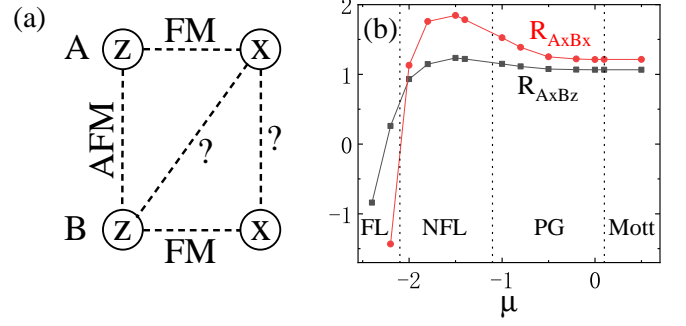 (a)
A
Z
FM
X
AFM
?
?
B
Z
FM
X
(b)
2
1
0
−1
R_AxBx
R_AxBz
FL
NFL
PG
Mott
−2
−1
0
μ